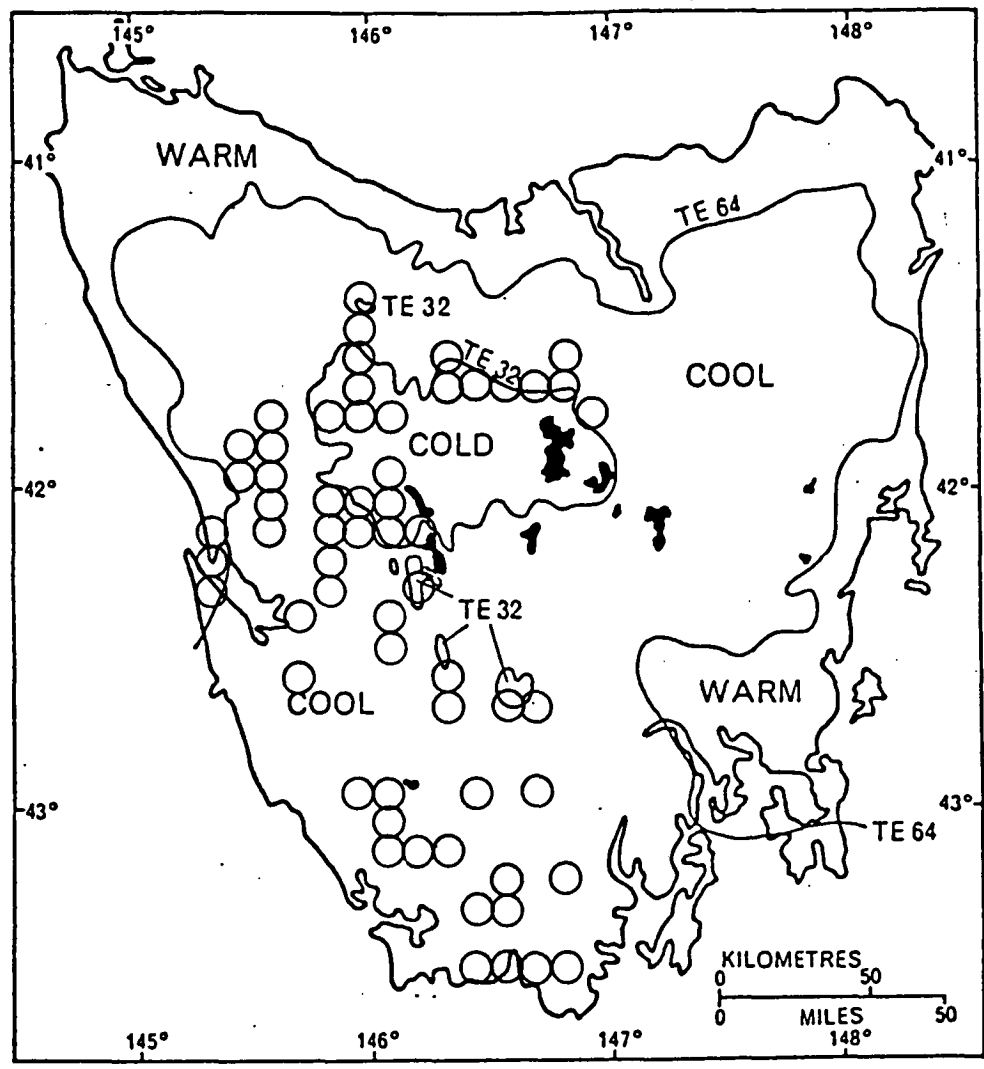 145° 146° 147° 148°
41° WARM 41°
TE 64
TE 32
TE 32
COOL
COLD
42° 42°
TE 32
COOL WARM
43° 43°
TE 64
KILOMETRES
0 50
0 MILES 50
145° 146° 147° 148°